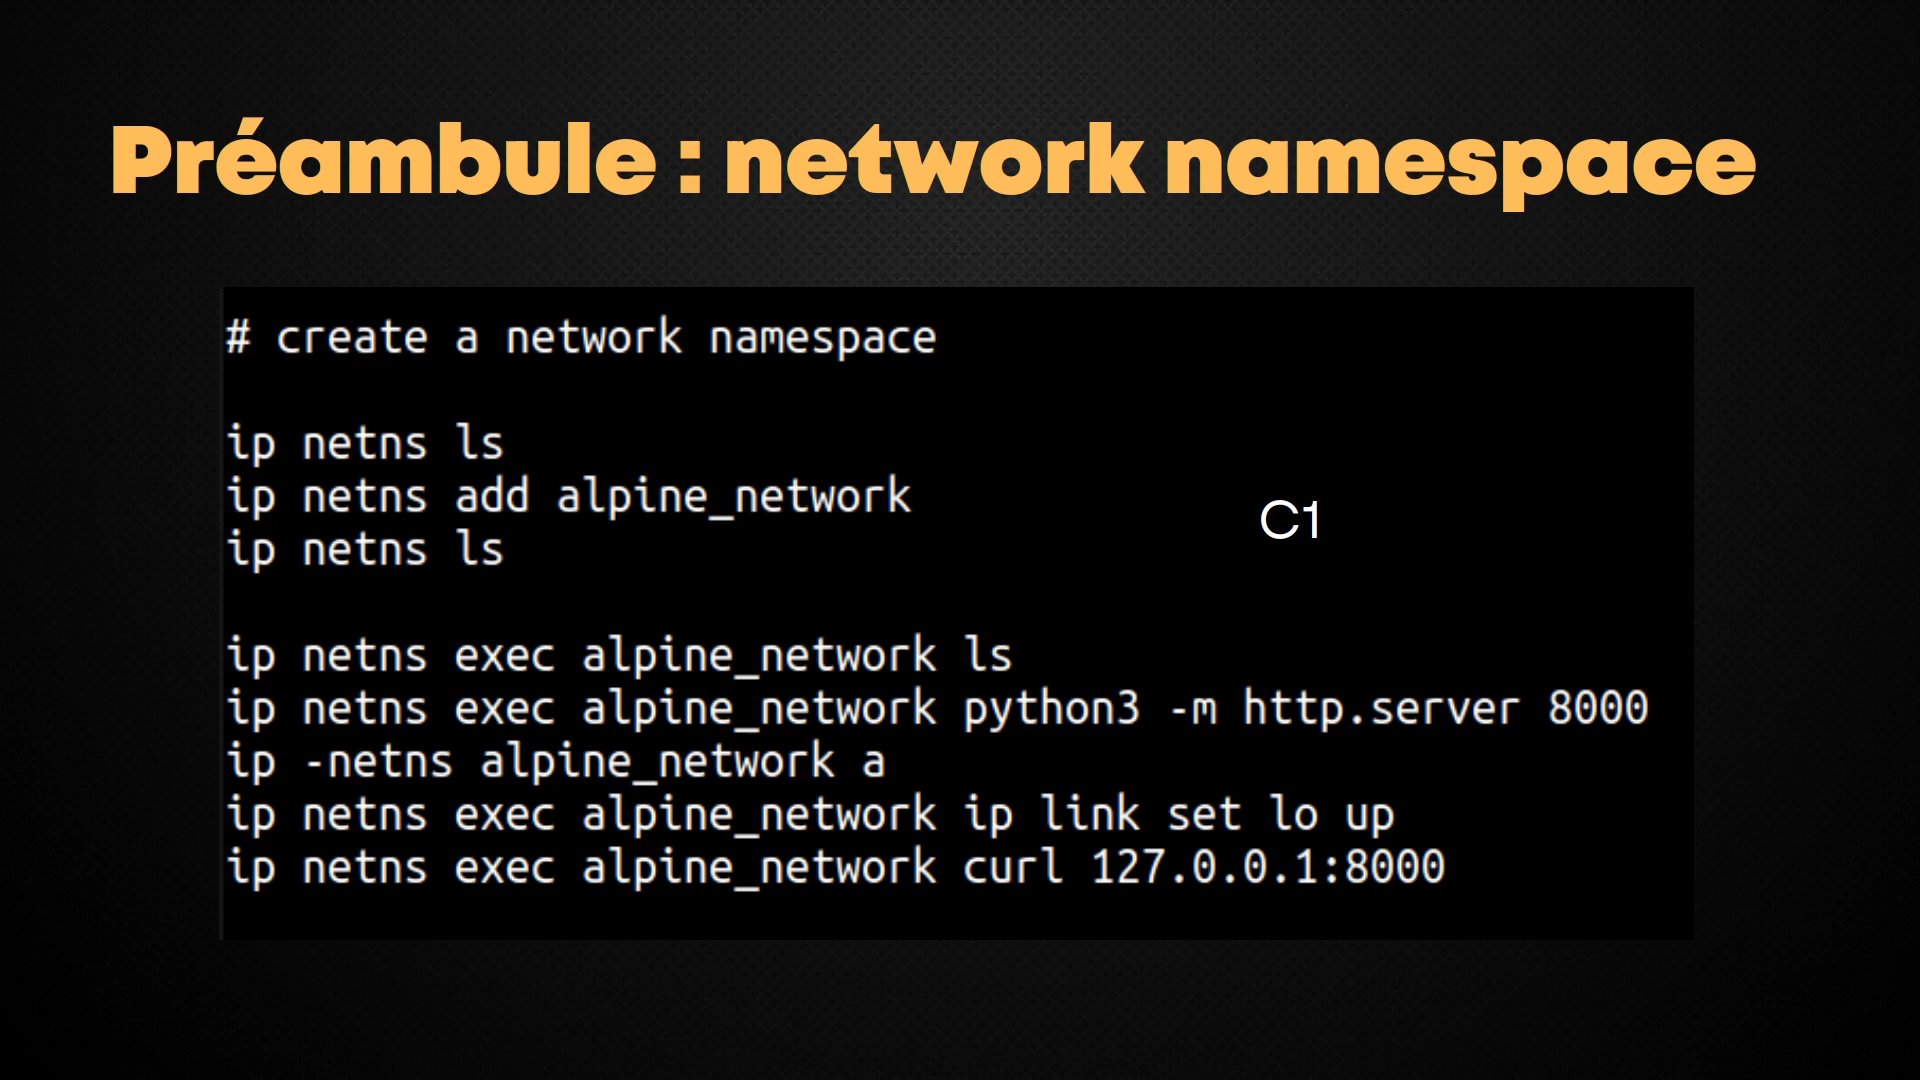 Préambule : network namespace
# create a network namespace
ip netns ls
ip netns add alpine_network
C1
ip netns ls
ip netns exec alpine_network ls
ip netns exec alpine_network python3 -m http.server 8000
ip -netns alpine_network a
ip netns exec alpine_network ip link set lo up
ip netns exec alpine_network curl 127.0.0.1:8000